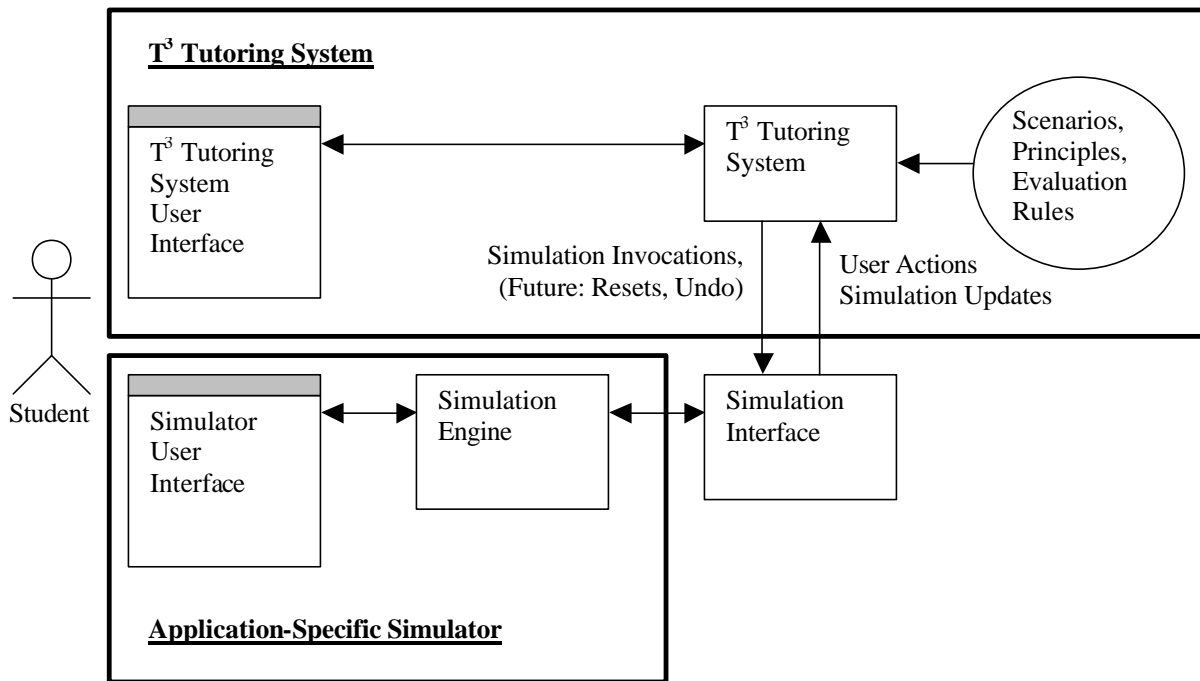 T³ Tutoring System
T³ Tutoring
System
User
Interface
T³ Tutoring
System
Scenarios,
Principles,
Evaluation
Rules
Simulation Invocations,
(Future: Resets, Undo)
User Actions
Simulation Updates
Student
Simulator
User
Interface
Simulation
Engine
Simulation
Interface
Application-Specific Simulator